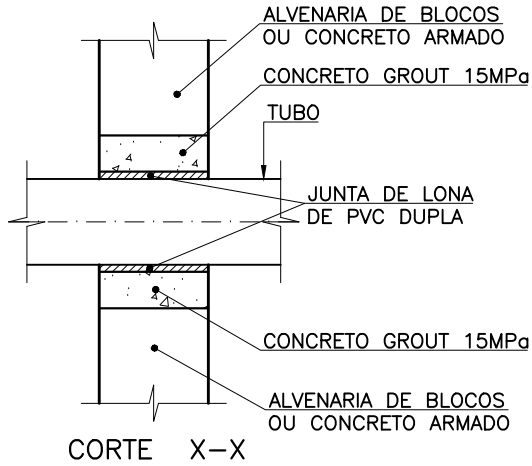 ALVENARIA DE BLOCOS
OU CONCRETO ARMADO
CONCRETO GROUT 15MPa
TUBO
JUNTA DE LONA
DE PVC DUPLA
CONCRETO GROUT 15MPa
ALVENARIA DE BLOCOS
OU CONCRETO ARMADO
CORTE X-X